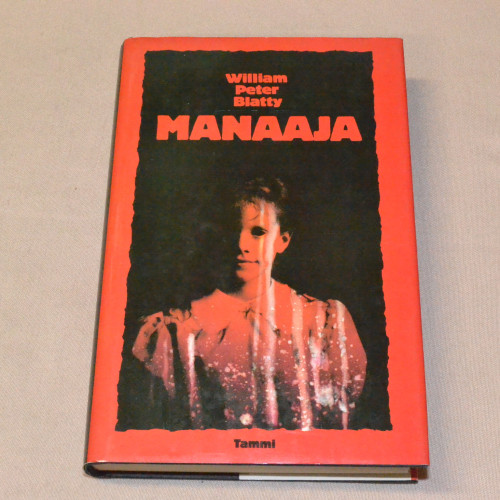 William
Peter
Blatty
MANAAJA
Tammi